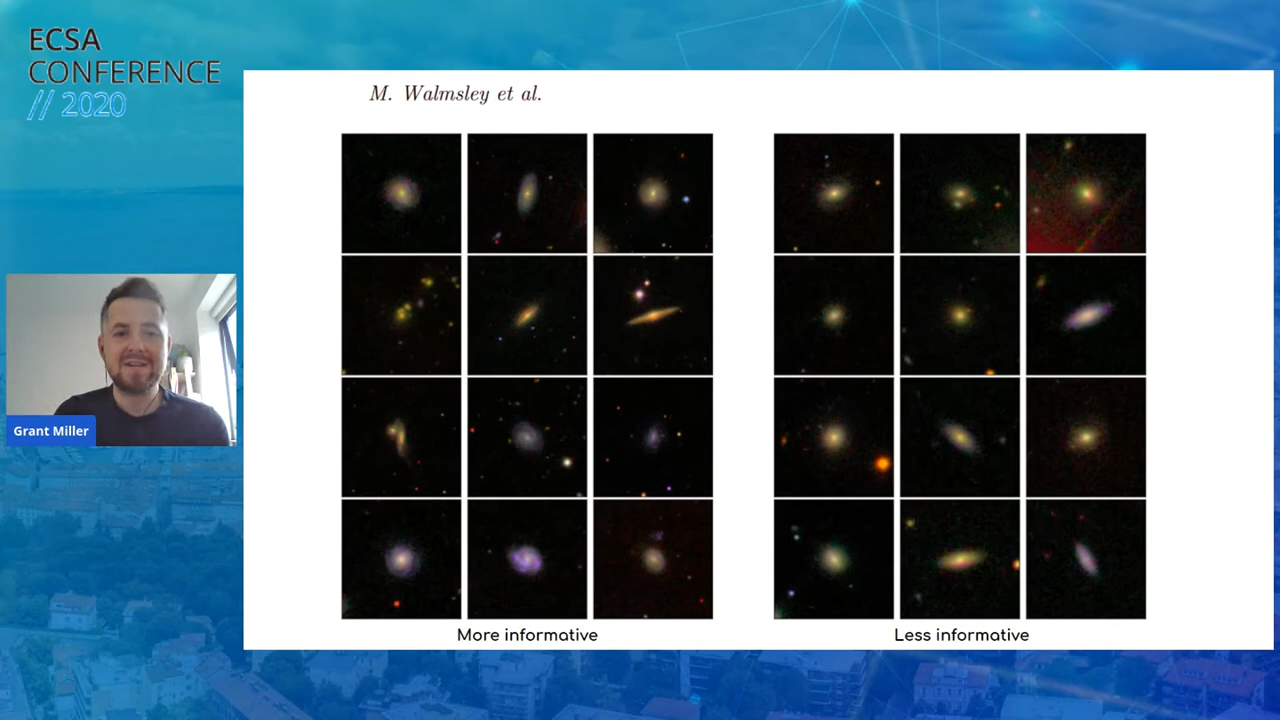 ECSA
CONFERENCE
// 2020
M. Walmsley et al.
Grant Miller
More informative
Less informative